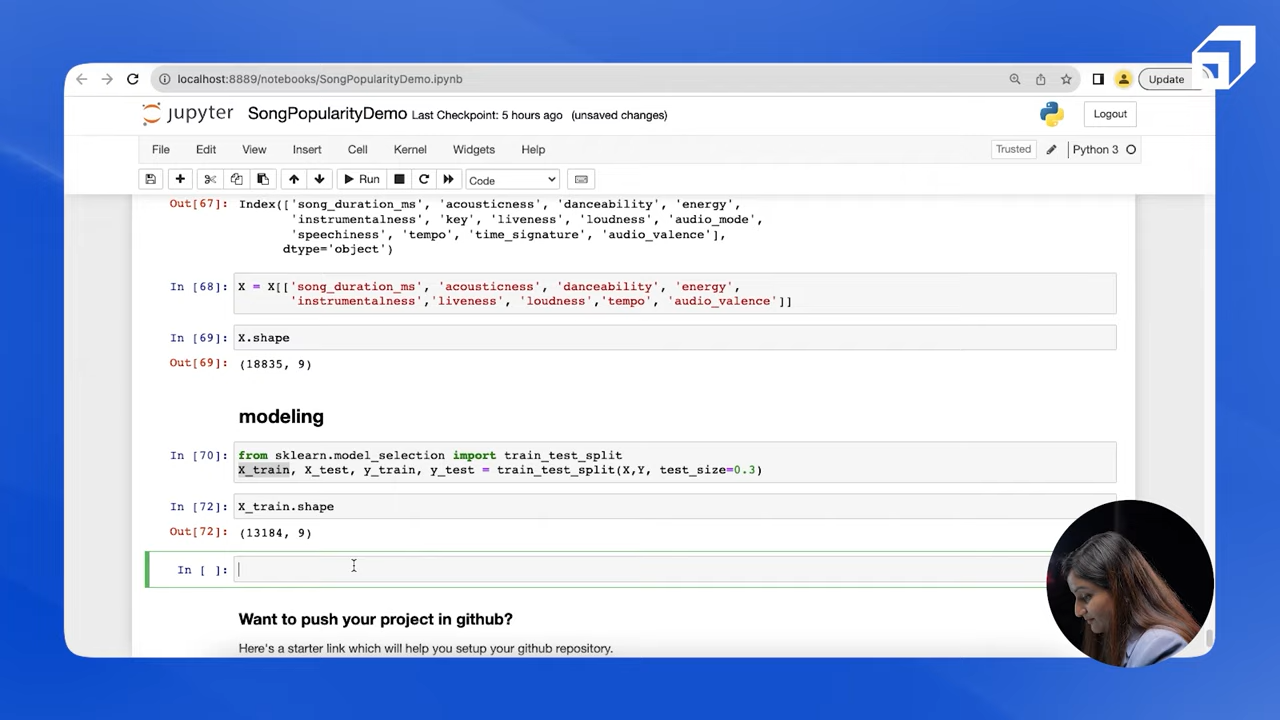 localhost:8889/notebooks/SongPopularityDemo.ipynb
Update
jupyter SongPopularityDemo Last Checkpoint: 5 hours ago (unsaved changes)
Logout
File Edit View Insert Cell Kernel Widgets Help
Trusted Python 3
Run Code
Out[67]: Index(['song_duration_ms', 'acousticness', 'danceability', 'energy',
'instrumentalness', 'key', 'liveness', 'loudness', 'audio_mode',
'speechiness', 'tempo', 'time_signature', 'audio_valence'],
dtype='object')
In [68]: X = X[['song_duration_ms', 'acousticness', 'danceability', 'energy',
'instrumentalness','liveness', 'loudness','tempo', 'audio_valence']]
In [69]: X.shape
Out[69]: (18835, 9)
modeling
In [70]: from sklearn.model_selection import train_test_split
X_train, X_test, y_train, y_test = train_test_split(X,Y, test_size=0.3)
In [72]: X_train.shape
Out[72]: (13184, 9)
In [ ]:
Want to push your project in github?
Here's a starter link which will help you setup your github repository.